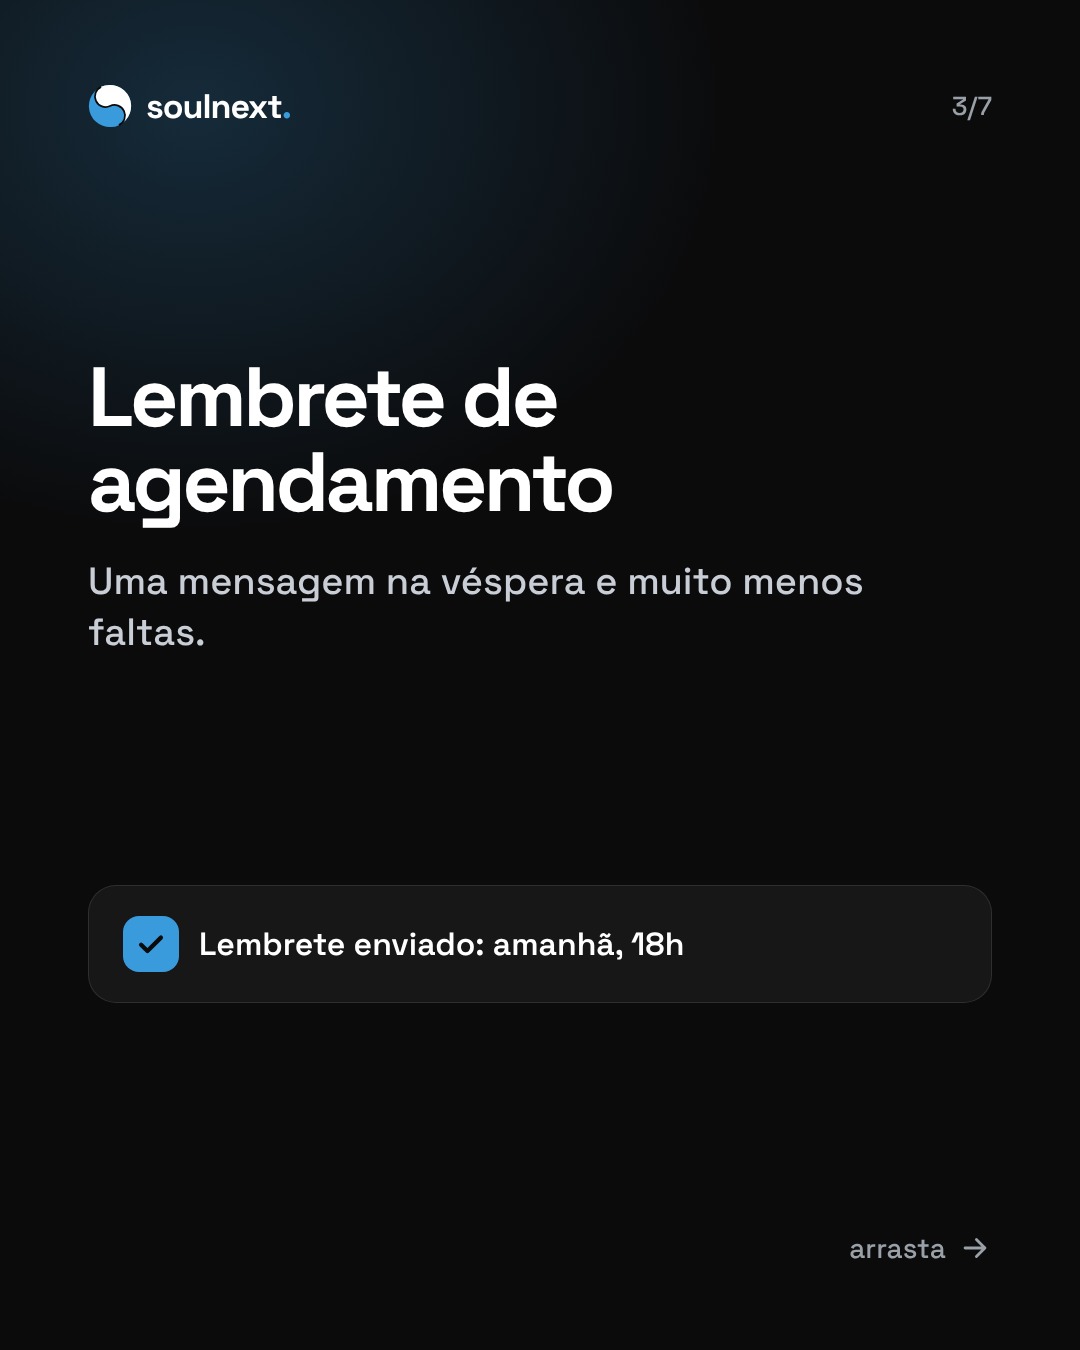 soulnext.
3/7
Lembrete de
agendamento
Uma mensagem na véspera e muito menos
faltas.
Lembrete enviado: amanhã, 18h
arrasta →